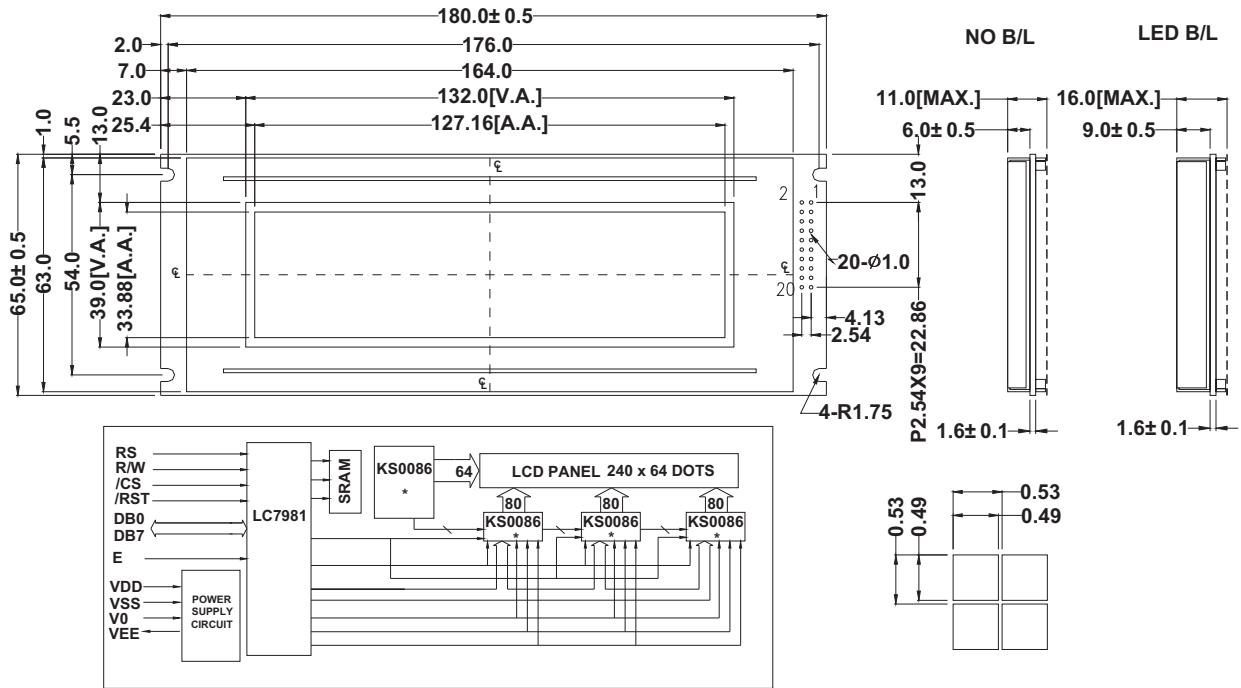 180.0± 0.5
2.0
176.0
7.0
164.0
23.0
132.0[V.A.]
25.4
127.16[A.A.]
1.0
5.5
13.0
65.0± 0.5
63.0
54.0
39.0[V.A.]
33.88[A.A.]
℄
℄
℄
℄
2
1
20
20-Ø1.0
4.13
2.54
4-R1.75
13.0
P2.54X9=22.86
NO B/L
11.0[MAX.]
6.0± 0.5
1.6± 0.1
LED B/L
16.0[MAX.]
9.0± 0.5
1.6± 0.1
RS
R/W
/CS
/RST
DB0
DB7
E
VDD
VSS
V0
VEE
POWER
SUPPLY
CIRCUIT
LC7981
SRAM
KS0086
*
64
LCD PANEL 240 x 64 DOTS
80
80
80
KS0086
*
KS0086
*
KS0086
*
0.53
0.49
0.53
0.49